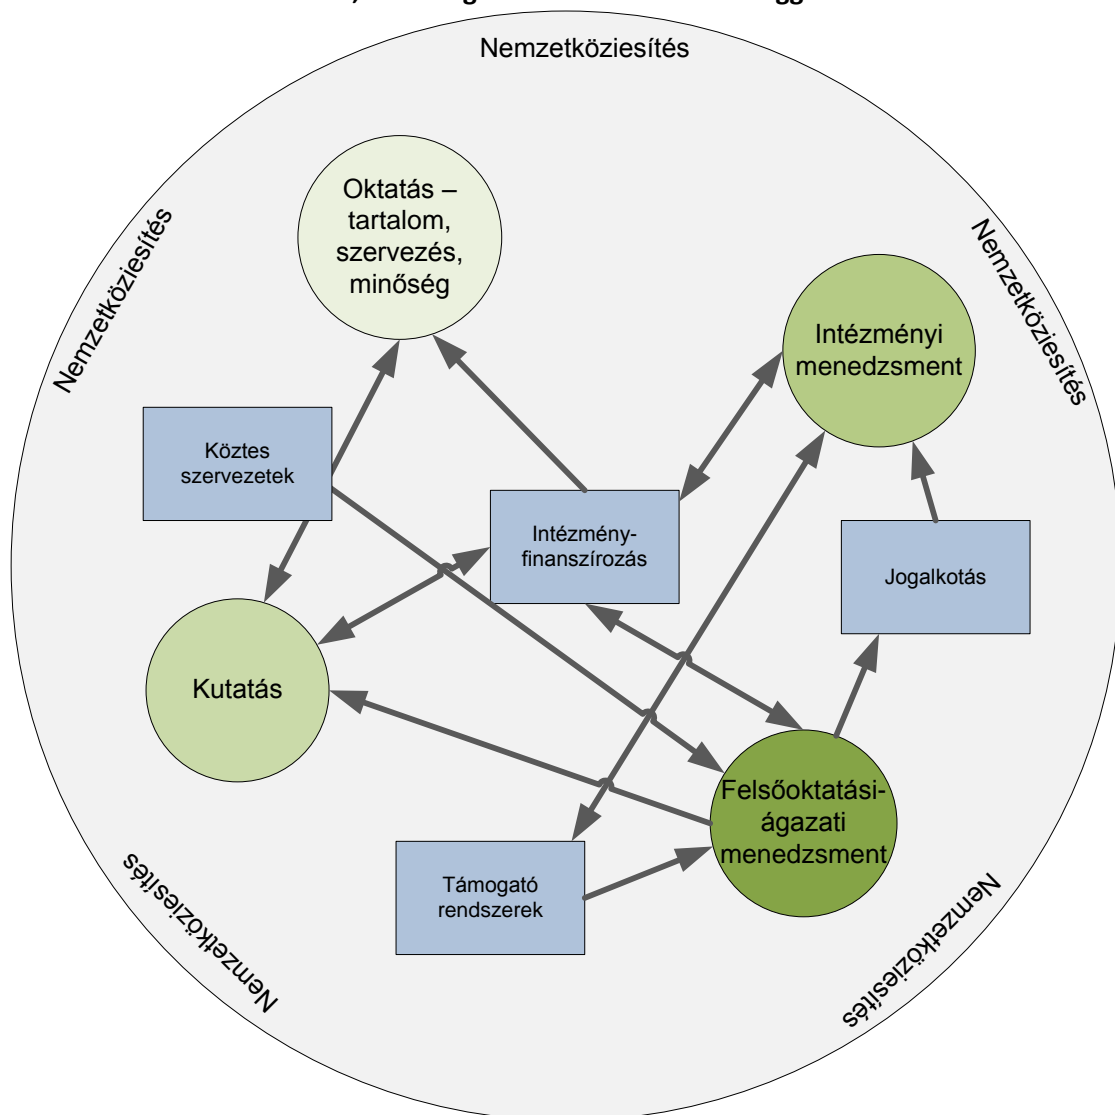 Nemzetköziesítés
Oktatás –
tartalom,
szervezés,
minőség
Nemzetköziesítés
Nemzetköziesítés
Intézményi
menedzsment
Köztes
szervezetek
Intézmény-
finanszírozás
Jogalkotás
Kutatás
Felsőoktatási-
ágazati
menedzsment
Támogató
rendszerek
Nemzetköziesítés
Nemzetköziesítés